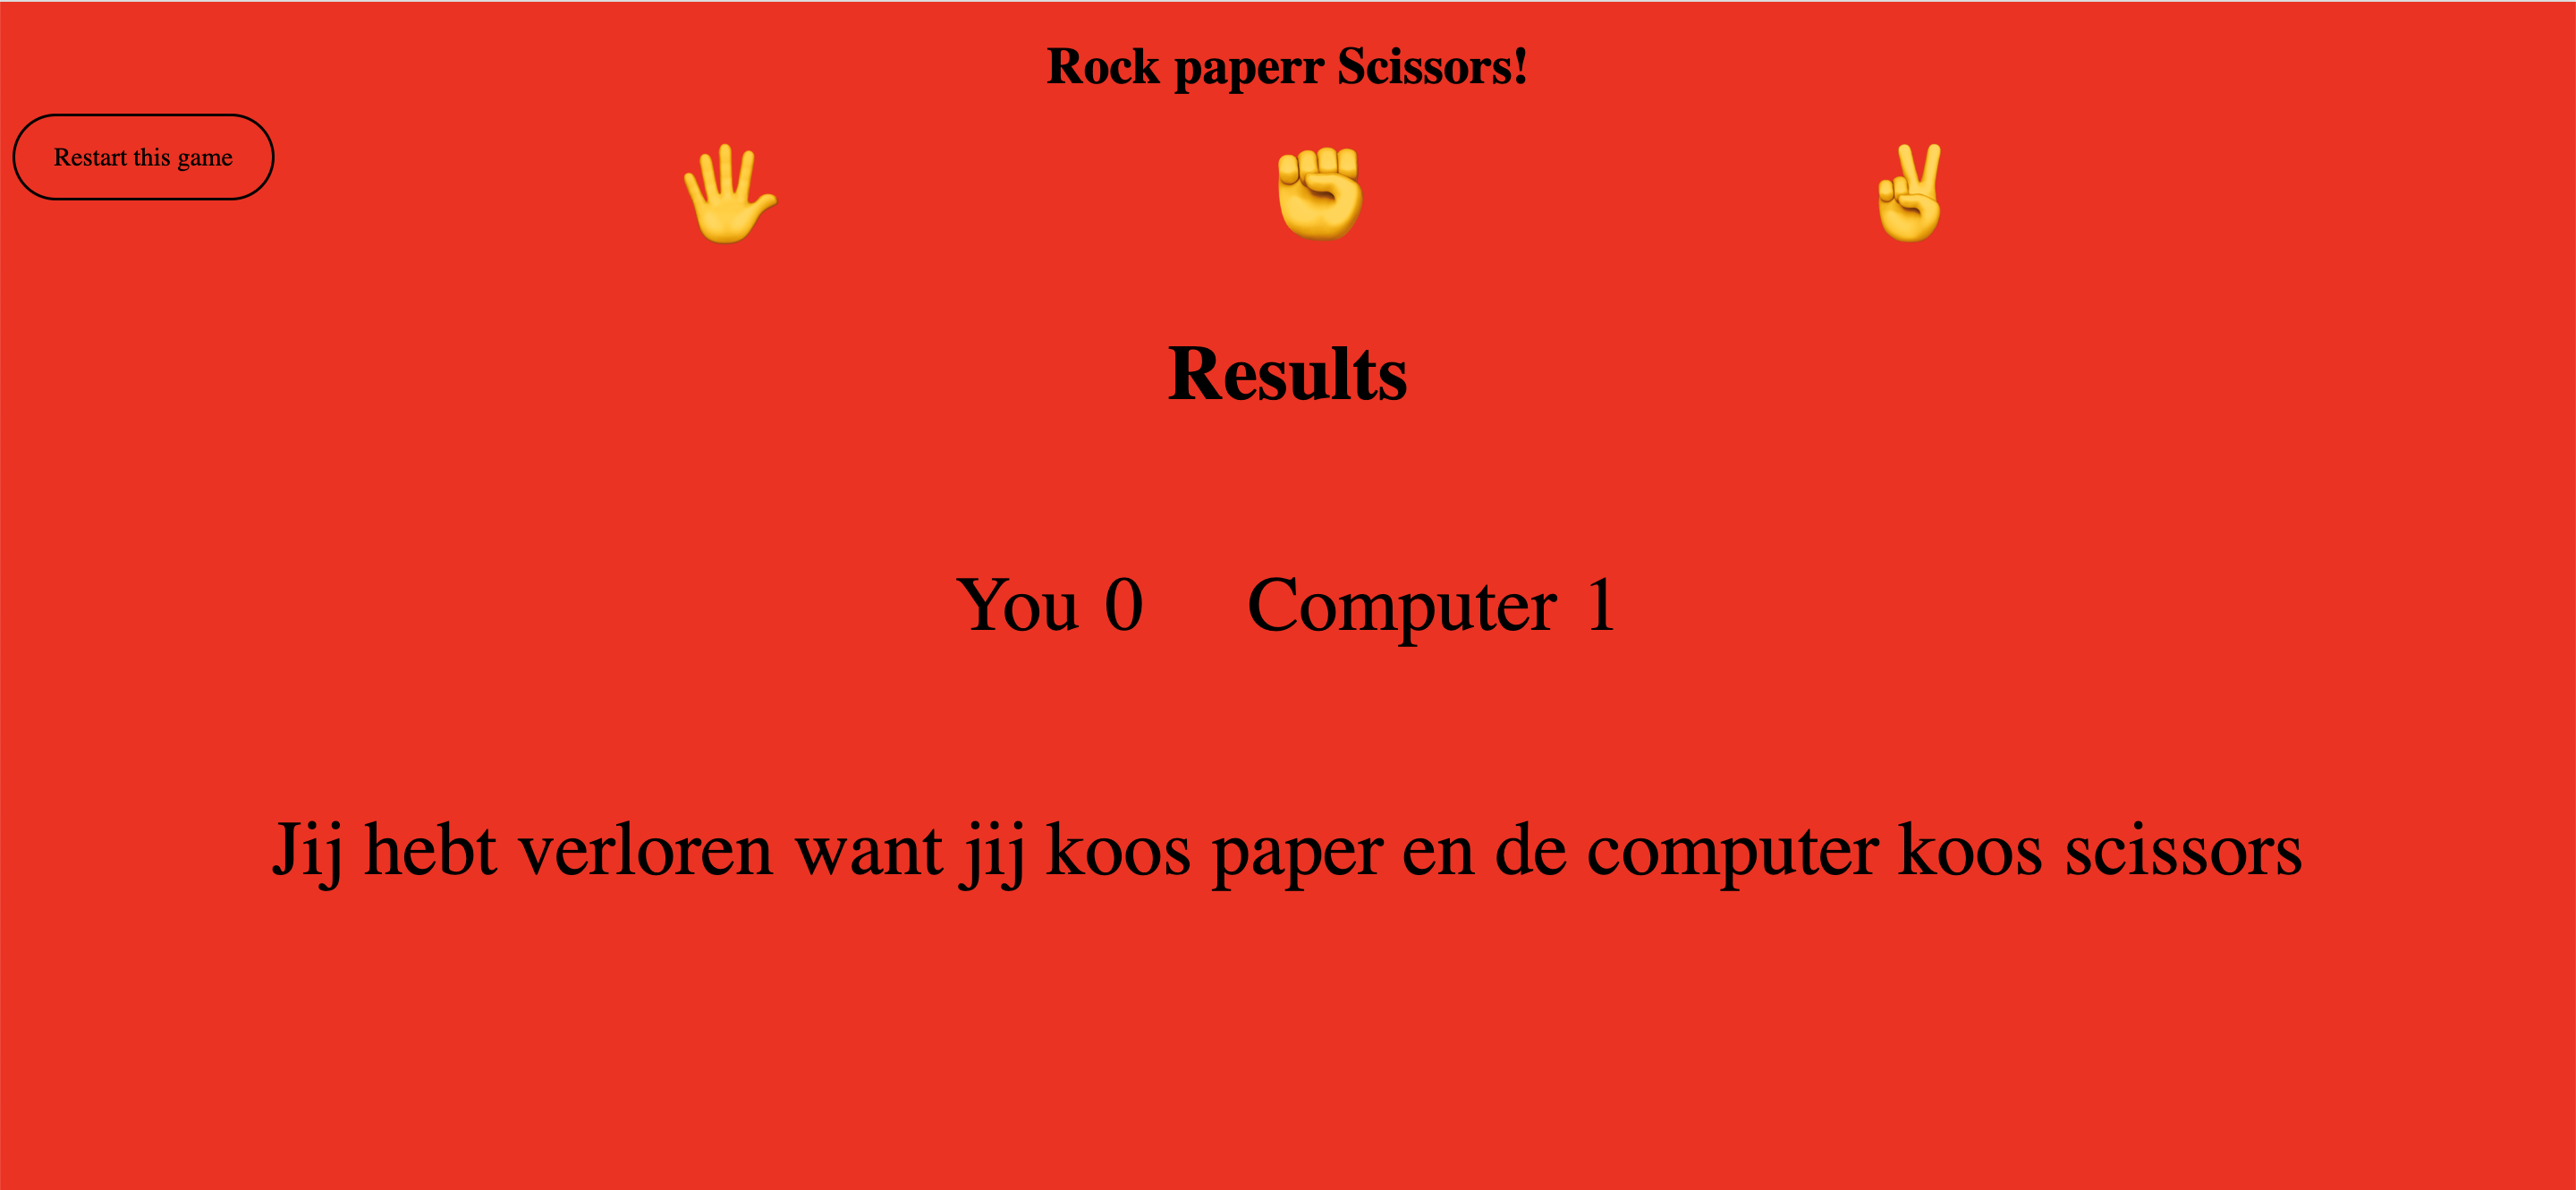 Rock paperr Scissors!
Restart this game
Results
You 0 Computer 1
Jij hebt verloren want jij koos paper en de computer koos scissors